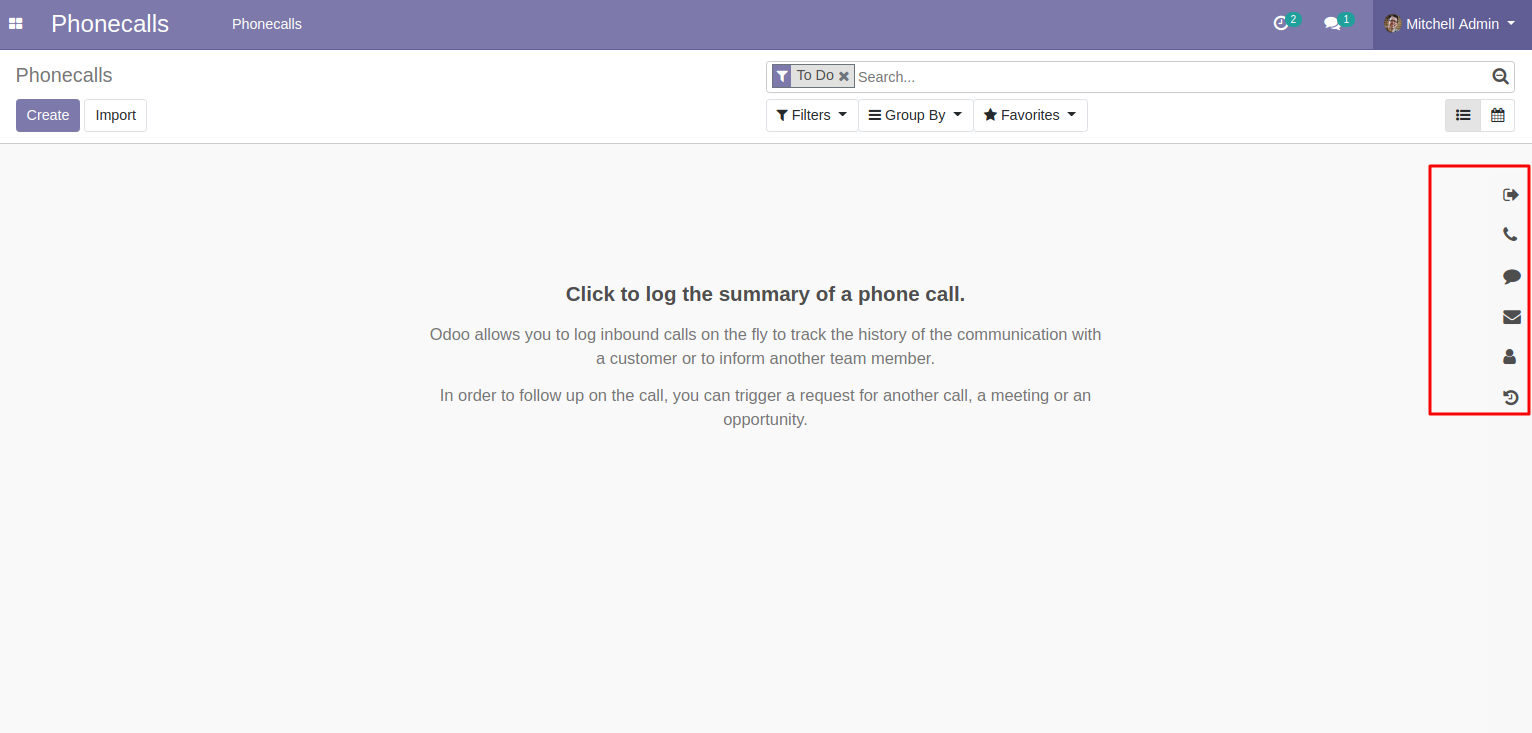 Phonecalls
Phonecalls
2
1
Mitchell Admin
Phonecalls
To Do
Search...
Create
Import
Filters
Group By
Favorites
Click to log the summary of a phone call.
Odoo allows you to log inbound calls on the fly to track the history of the communication with
a customer or to inform another team member.
In order to follow up on the call, you can trigger a request for another call, a meeting or an
opportunity.